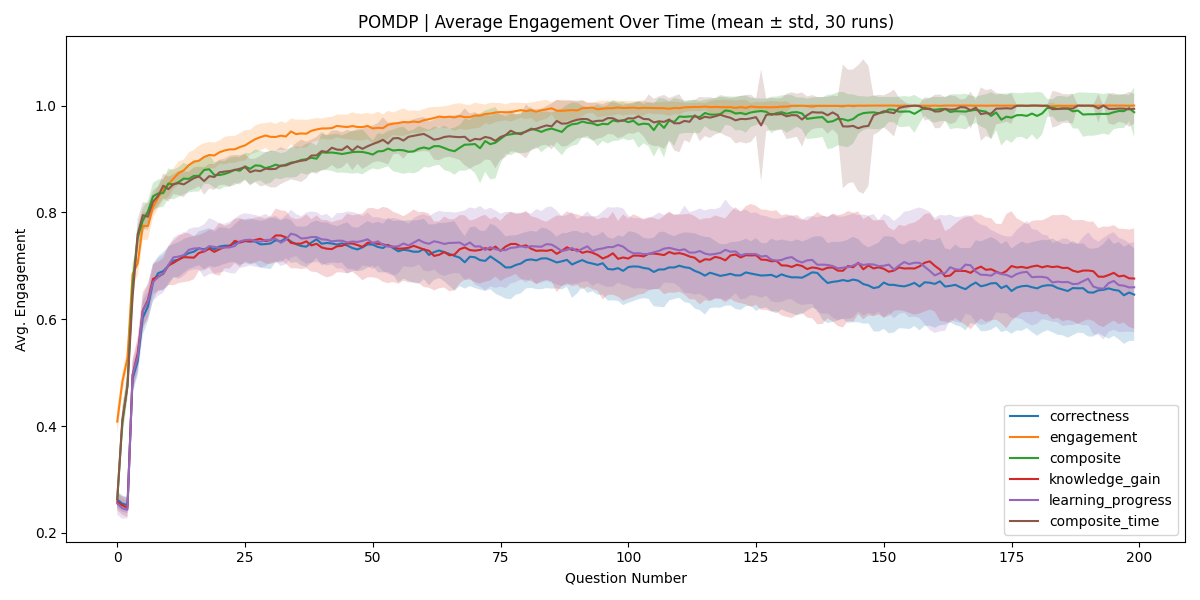 POMDP | Average Engagement Over Time (mean ± std, 30 runs)
Avg. Engagement
1.0
0.8
0.6
0.4
0.2
0
25
50
75
100
125
150
175
200
Question Number
correctness
engagement
composite
knowledge_gain
learning_progress
composite_time